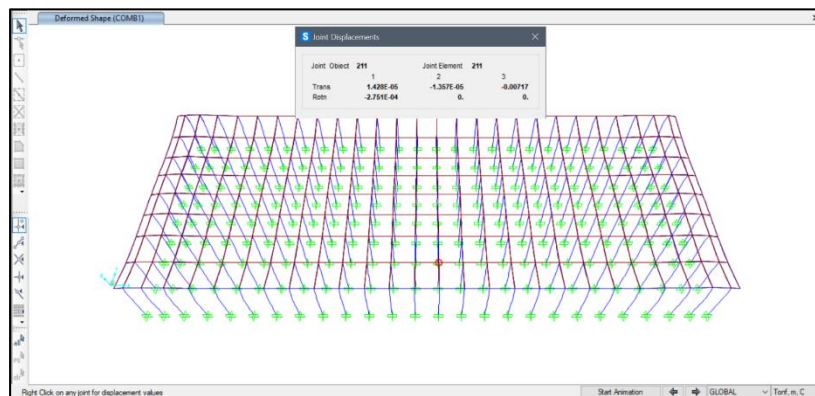 Deformed Shape (COMB1)
Joint Displacements
Joint Object 211 Joint Element 211
1 2 3
Trans 1.428E-05 -1.357E-05 -0.00717
Rotn -2.751E-04 0. 0.
Right Click on any joint for displacement values
Start Animation GLOBAL Tonf, m, C